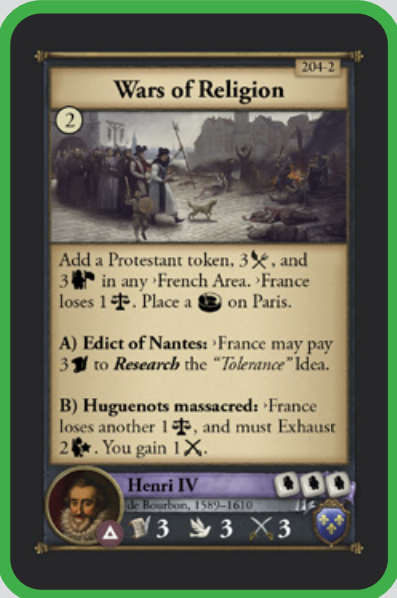 204-2
Wars of Religion
2
Add a Protestant token, 3, and
3 in any ›French Area. ›France
loses 1. Place a on Paris.
A) Edict of Nantes: ›France may pay
3 to Research the "Tolerance" Idea.
B) Huguenots massacred: ›France
loses another 1, and must Exhaust
2. You gain 1.
Henri IV
de Bourbon, 1589–1610
3 3 3